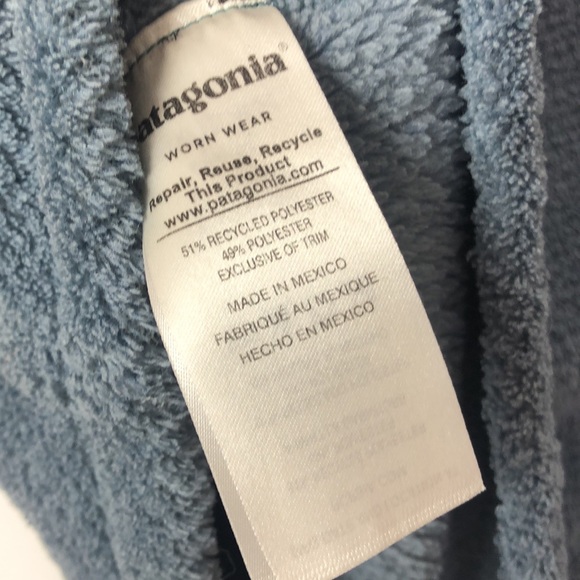 patagonia®
WORN WEAR
Repair, Reuse, Recycle
This Product
www.patagonia.com
51% RECYCLED POLYESTER
49% POLYESTER
EXCLUSIVE OF TRIM
MADE IN MEXICO
FABRIQUÉ AU MEXIQUE
HECHO EN MEXICO